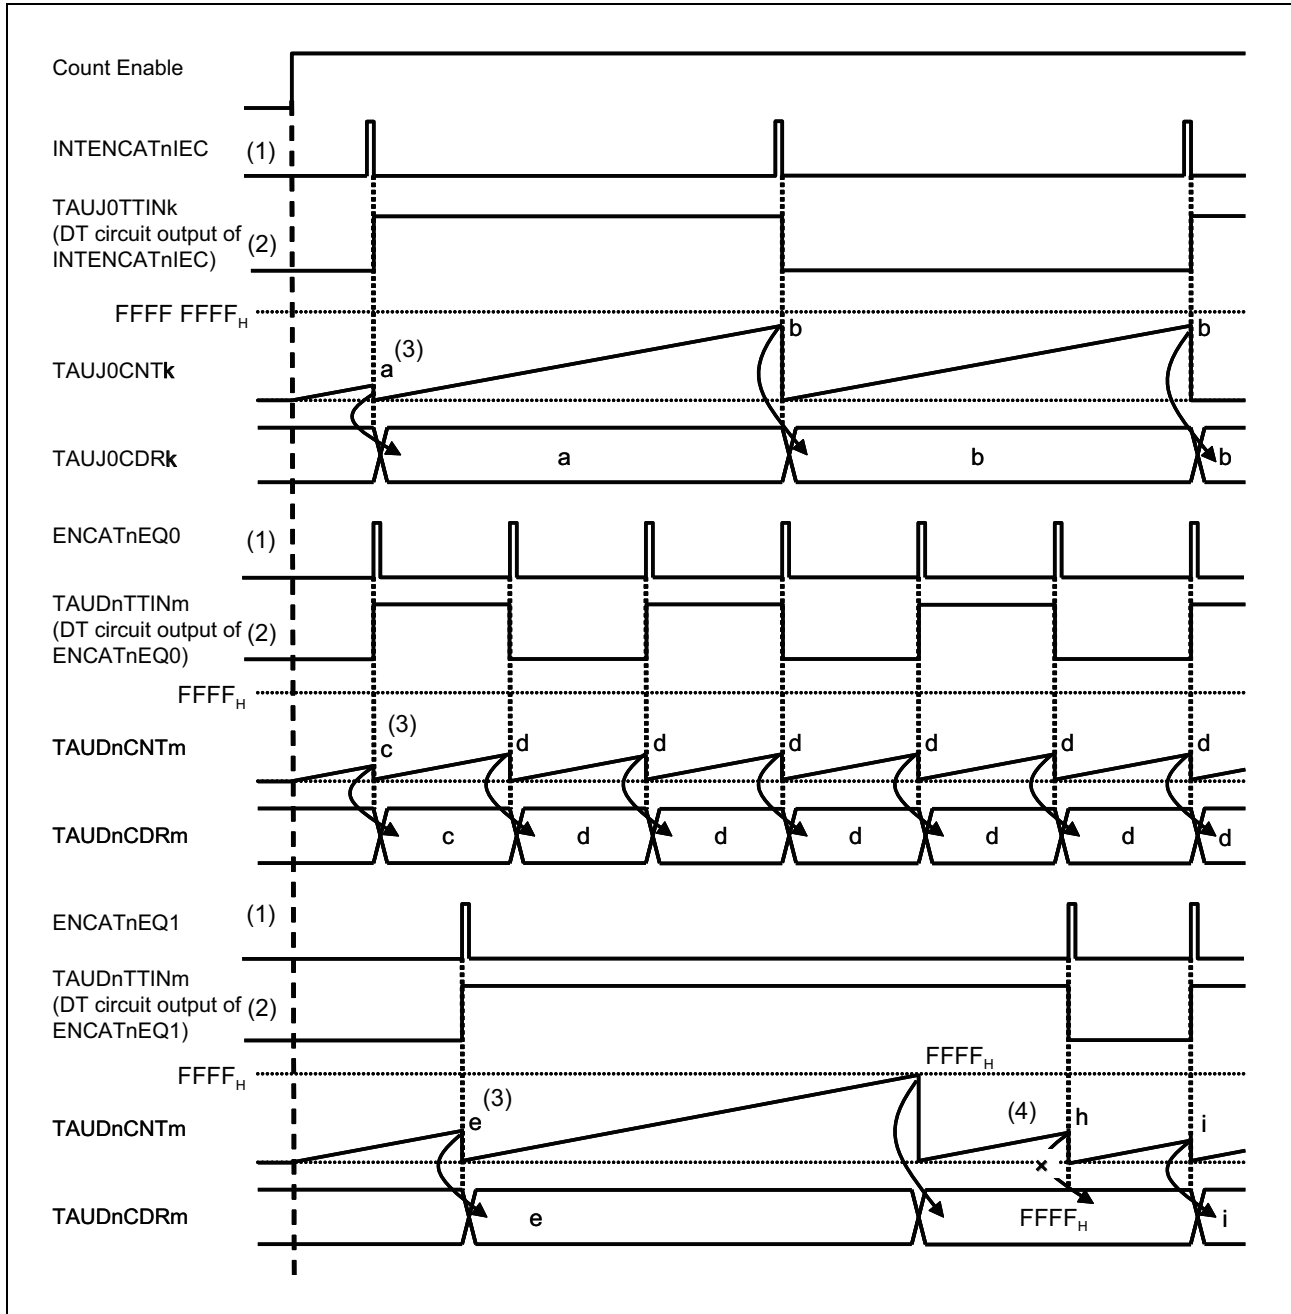 Count Enable
INTENCATnIEC (1)
TAUJ0TTINk
(DT circuit output of (2)
INTENCATnIEC)
FFFF FFFFH
a (3) b b
TAUJ0CNTk
TAUJ0CDRk a b b
ENCATnEQ0 (1)
TAUDnTTINm
(DT circuit output of (2)
ENCATnEQ0)
FFFFH
(3)
TAUDnCNTm c d d d d d d
TAUDnCDRm c d d d d d d
ENCATnEQ1 (1)
TAUDnTTINm
(DT circuit output of (2)
ENCATnEQ1)
FFFFH
FFFFH
(3) (4)
TAUDnCNTm e h i
×
TAUDnCDRm e FFFFH i